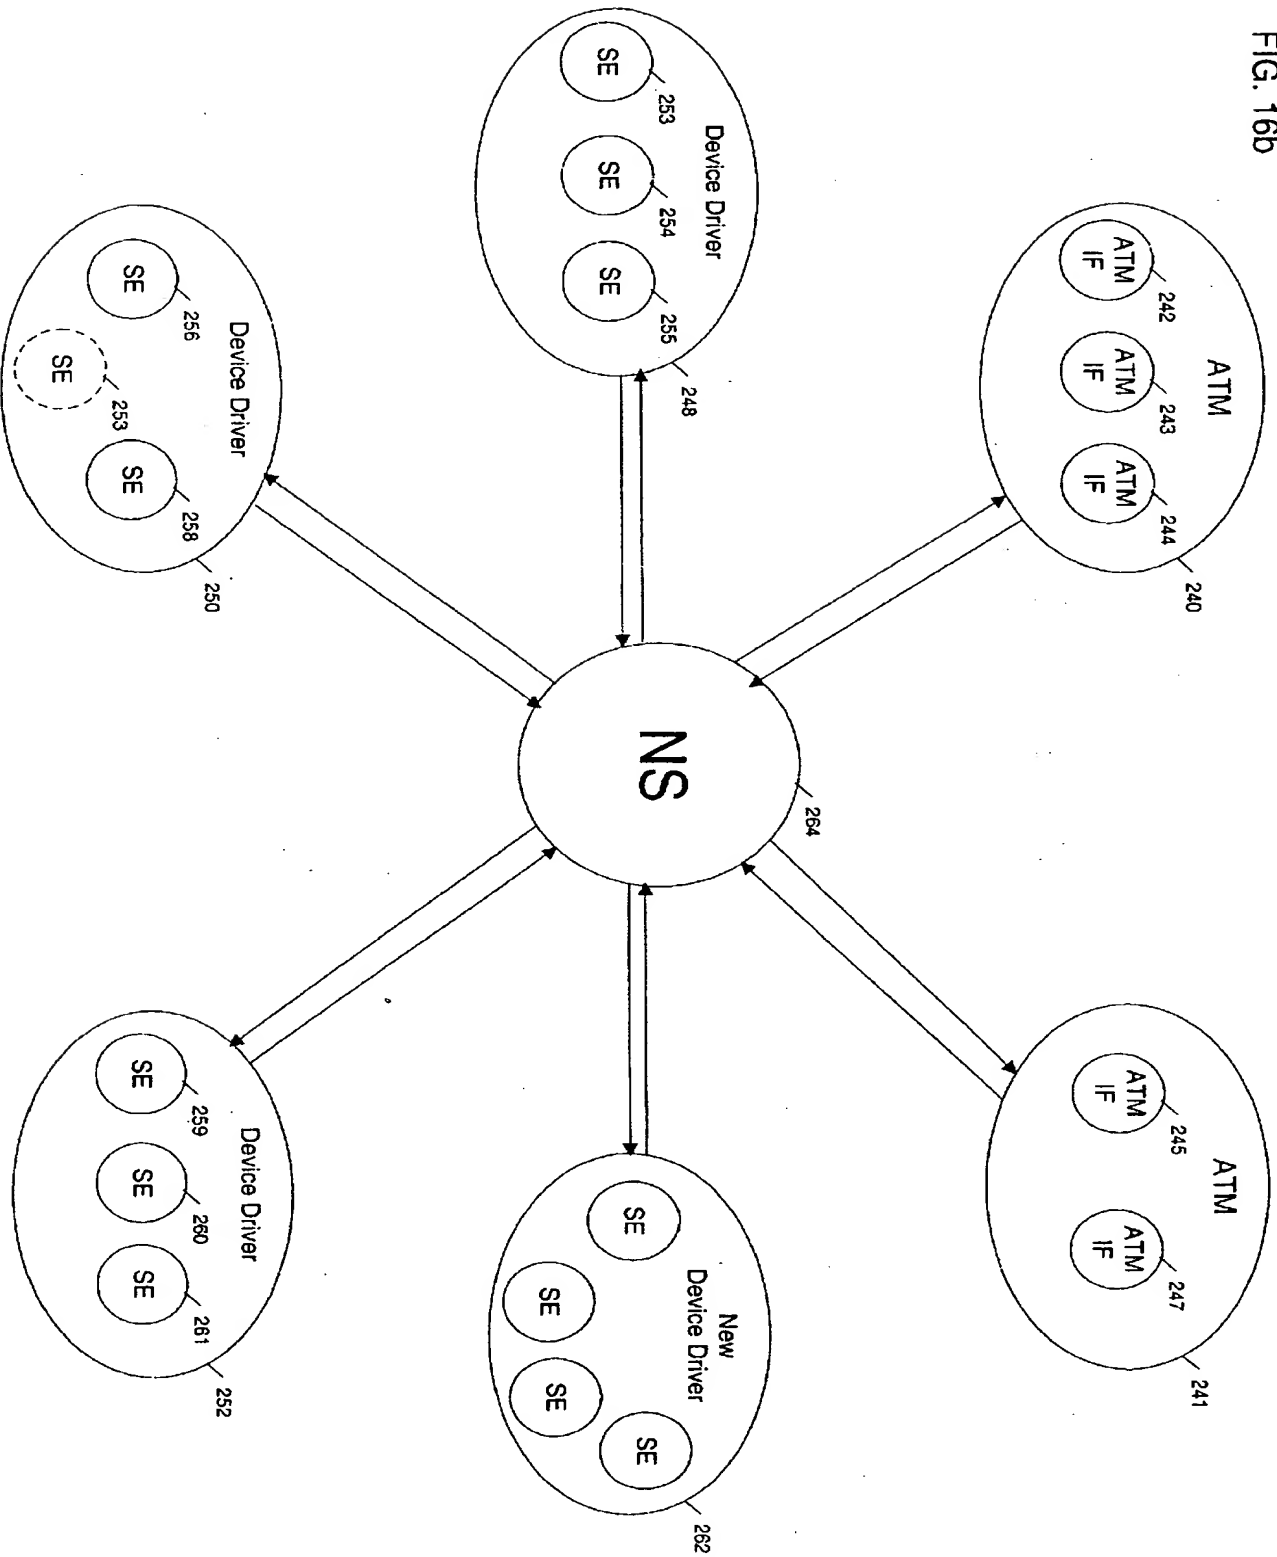 FIG. 16b
ATM
ATM
IF
242
ATM
IF
243
ATM
IF
244
240
ATM
ATM
IF
245
ATM
IF
247
241
Device Driver
SE
253
SE
254
SE
255
248
NS
264
New
Device Driver
SE
SE
SE
SE
262
Device Driver
SE
256
SE
253
SE
258
250
Device Driver
SE
259
SE
260
SE
261
252